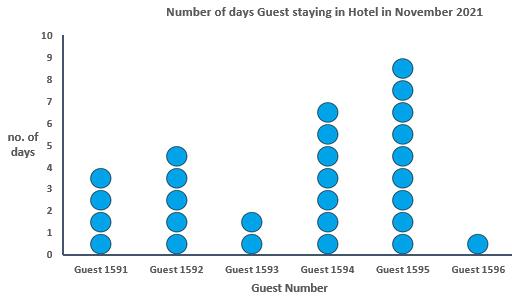 Number of days Guest staying in Hotel in November 2021
10
9
8
7
6
no. of
days
5
4
3
2
1
0
Guest 1591 Guest 1592 Guest 1593 Guest 1594 Guest 1595 Guest 1596
Guest Number